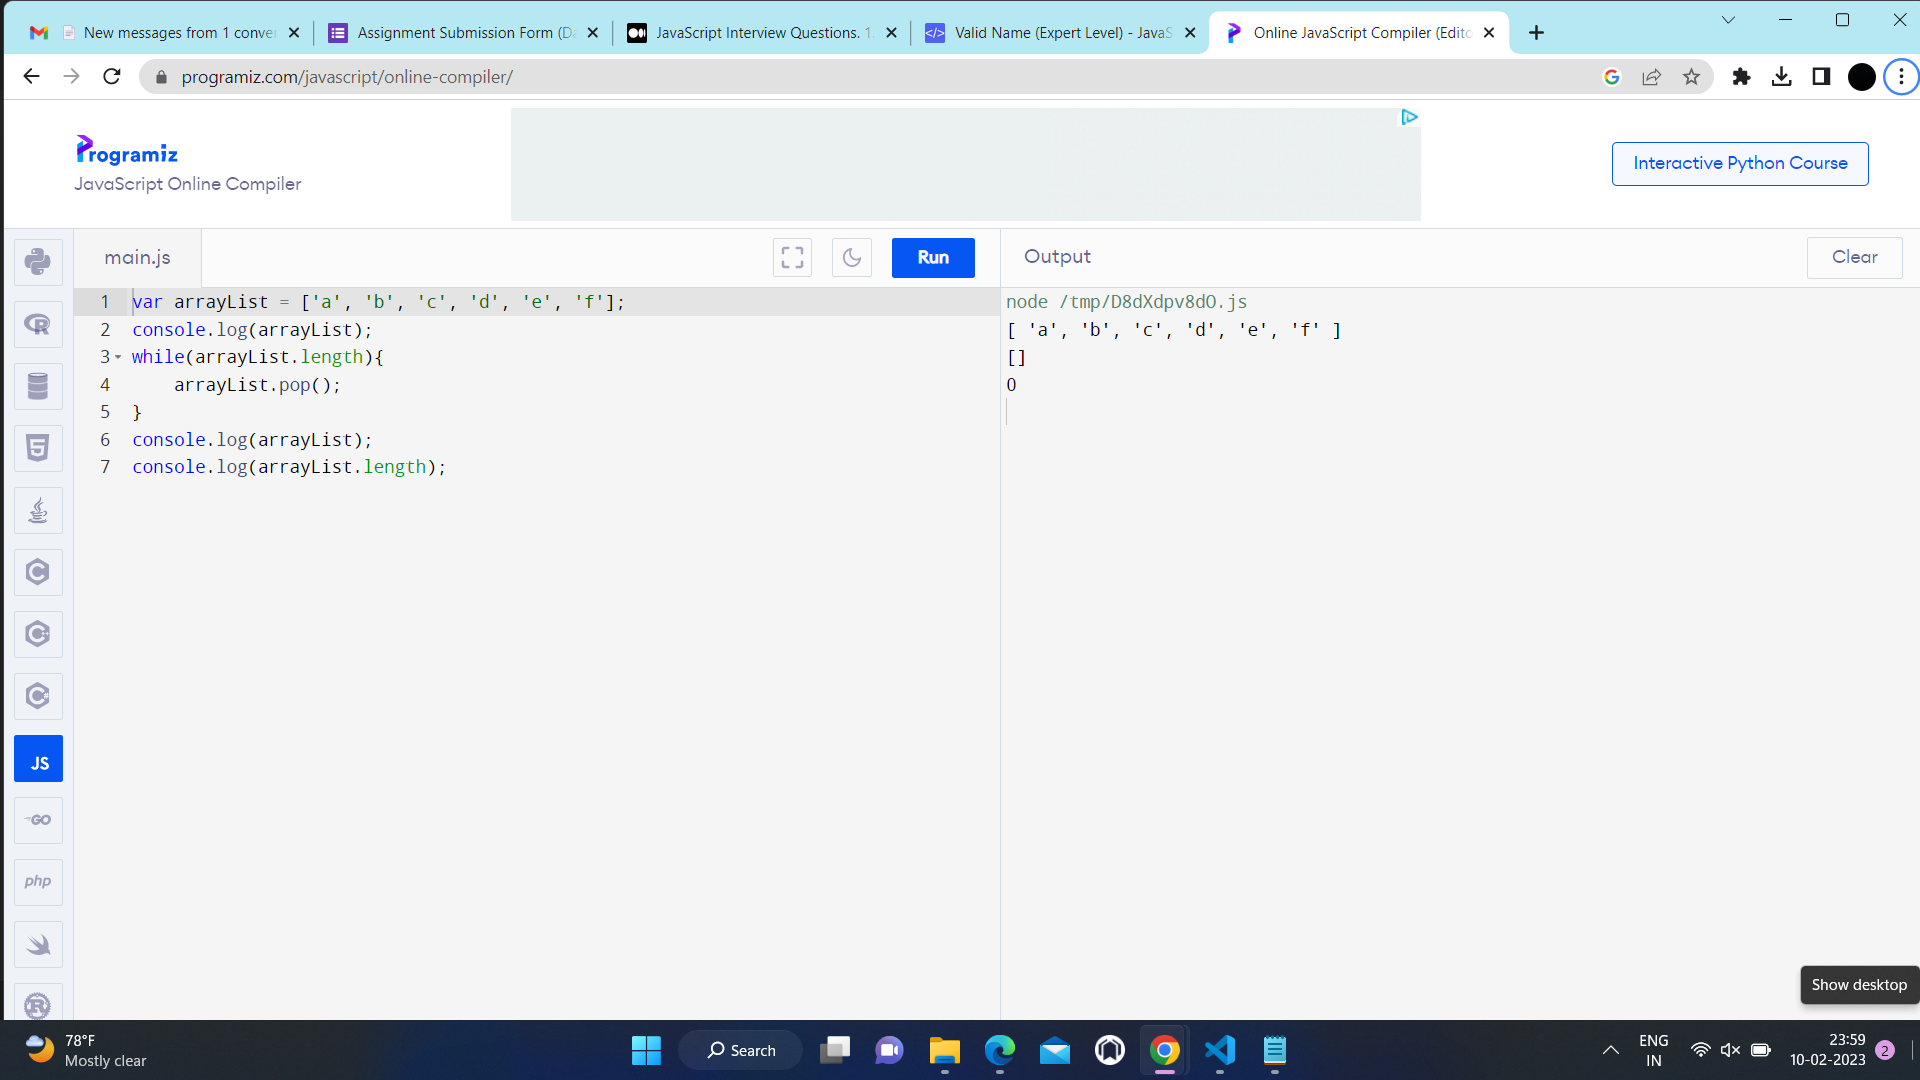 New messages from 1 conver
Assignment Submission Form (Da
JavaScript Interview Questions. 1.
Valid Name (Expert Level) - JavaS
Online JavaScript Compiler (Edito
programiz.com/javascript/online-compiler/
Programiz
JavaScript Online Compiler
Interactive Python Course
main.js
Run
Output
Clear
1 var arrayList = ['a', 'b', 'c', 'd', 'e', 'f'];
2 console.log(arrayList);
3 while(arrayList.length){
4 arrayList.pop();
5 }
6 console.log(arrayList);
7 console.log(arrayList.length);
node /tmp/D8dXdpv8dO.js
[ 'a', 'b', 'c', 'd', 'e', 'f' ]
[]
0
JS
GO
php
Show desktop
78°F
Mostly clear
Search
ENG
IN
23:59
10-02-2023
2